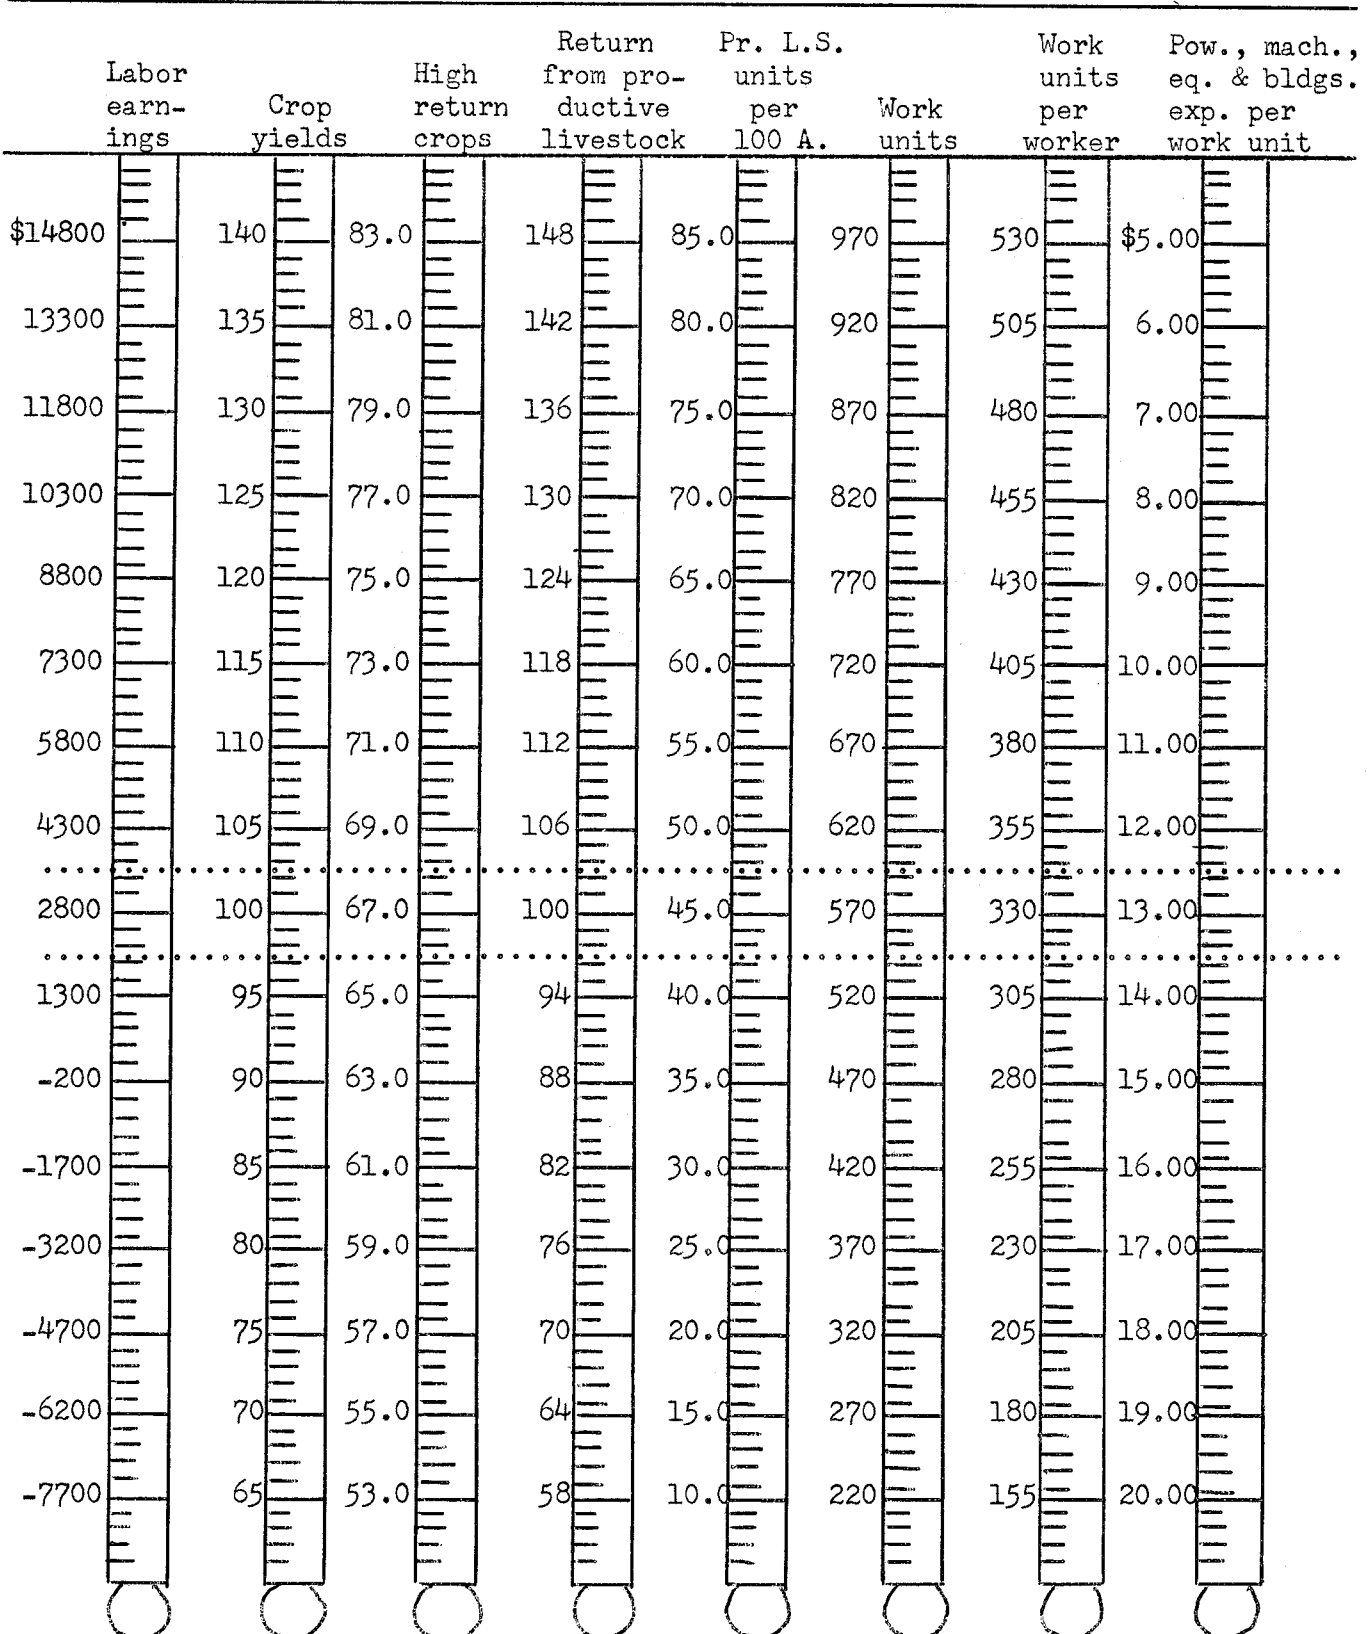 Return Pr. L.S. Work Pow., mach.,
Labor High from pro- units units eq. & bldgs.
earn- Crop return ductive per Work per exp. per
ings yields crops livestock 100 A. units worker work unit
$14800 140 83.0 148 85.0 970 530 $5.00
13300 135 81.0 142 80.0 920 505 6.00
11800 130 79.0 136 75.0 870 480 7.00
10300 125 77.0 130 70.0 820 455 8.00
8800 120 75.0 124 65.0 770 430 9.00
7300 115 73.0 118 60.0 720 405 10.00
5800 110 71.0 112 55.0 670 380 11.00
4300 105 69.0 106 50.0 620 355 12.00
2800 100 67.0 100 45.0 570 330 13.00
1300 95 65.0 94 40.0 520 305 14.00
-200 90 63.0 88 35.0 470 280 15.00
-1700 85 61.0 82 30.0 420 255 16.00
-3200 80 59.0 76 25.0 370 230 17.00
-4700 75 57.0 70 20.0 320 205 18.00
-6200 70 55.0 64 15.0 270 180 19.00
-7700 65 53.0 58 10.0 220 155 20.00